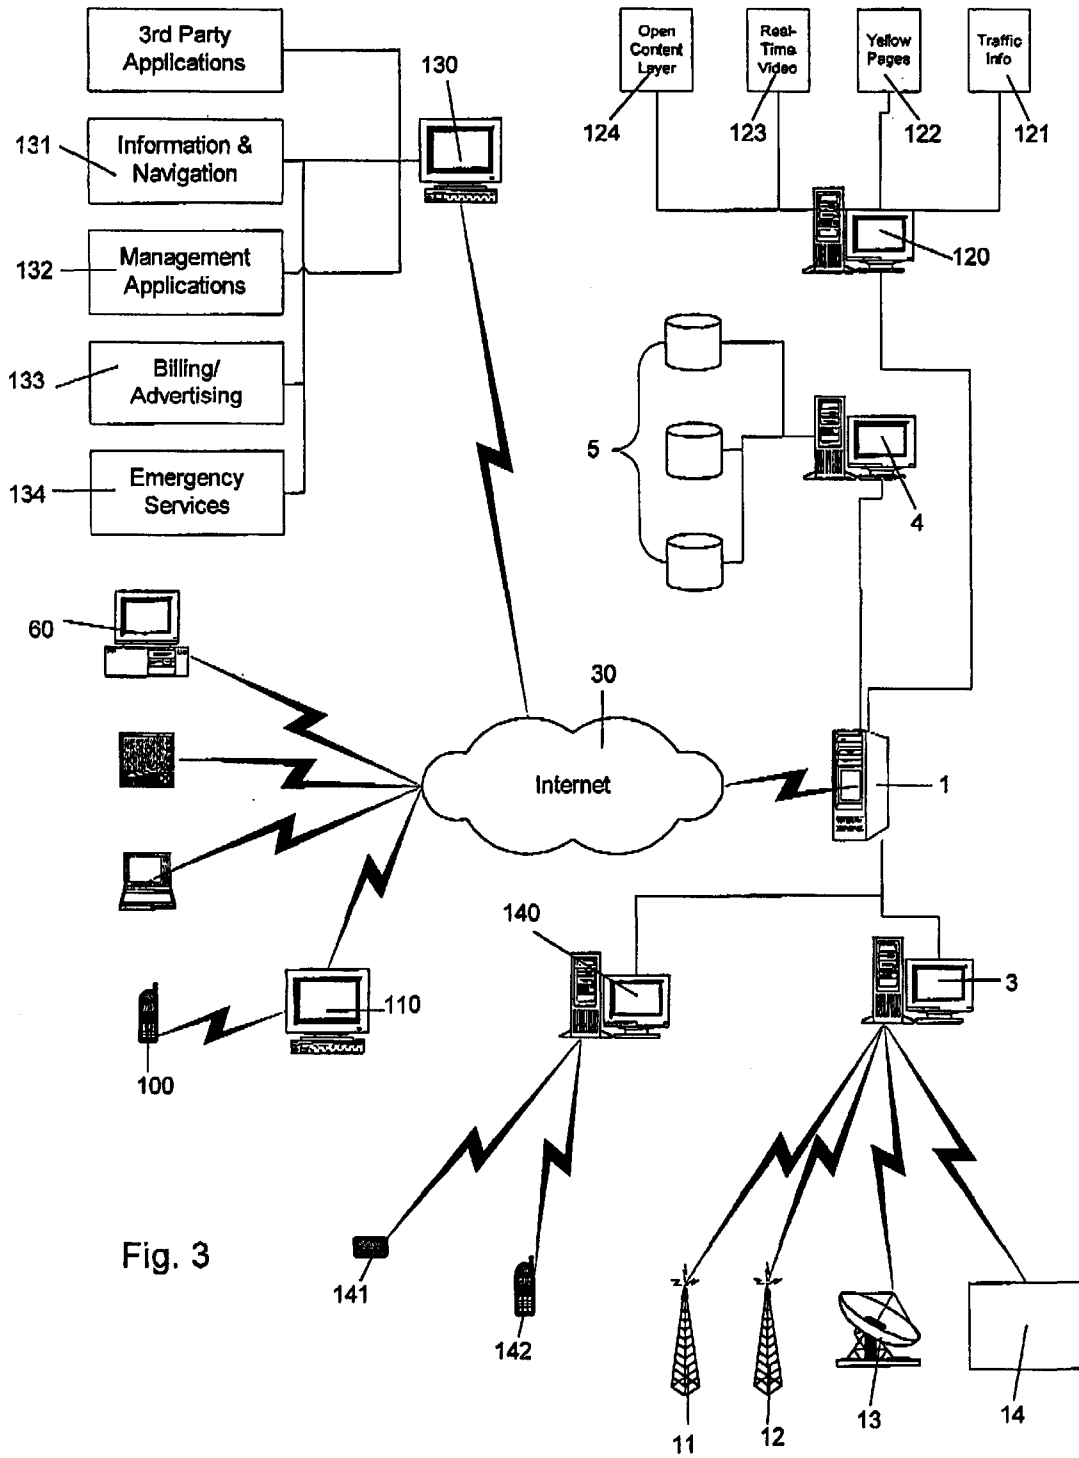 3rd Party
Applications
130
131
Information &
Navigation
132
Management
Applications
133
Billing/
Advertising
134
Emergency
Services
Open
Content
Layer
Real-
Time
Video
Yellow
Pages
Traffic
Info
124
123
122
121
120
5
4
60
30
Internet
1
140
3
110
100
Fig. 3
141
142
11
12
13
14